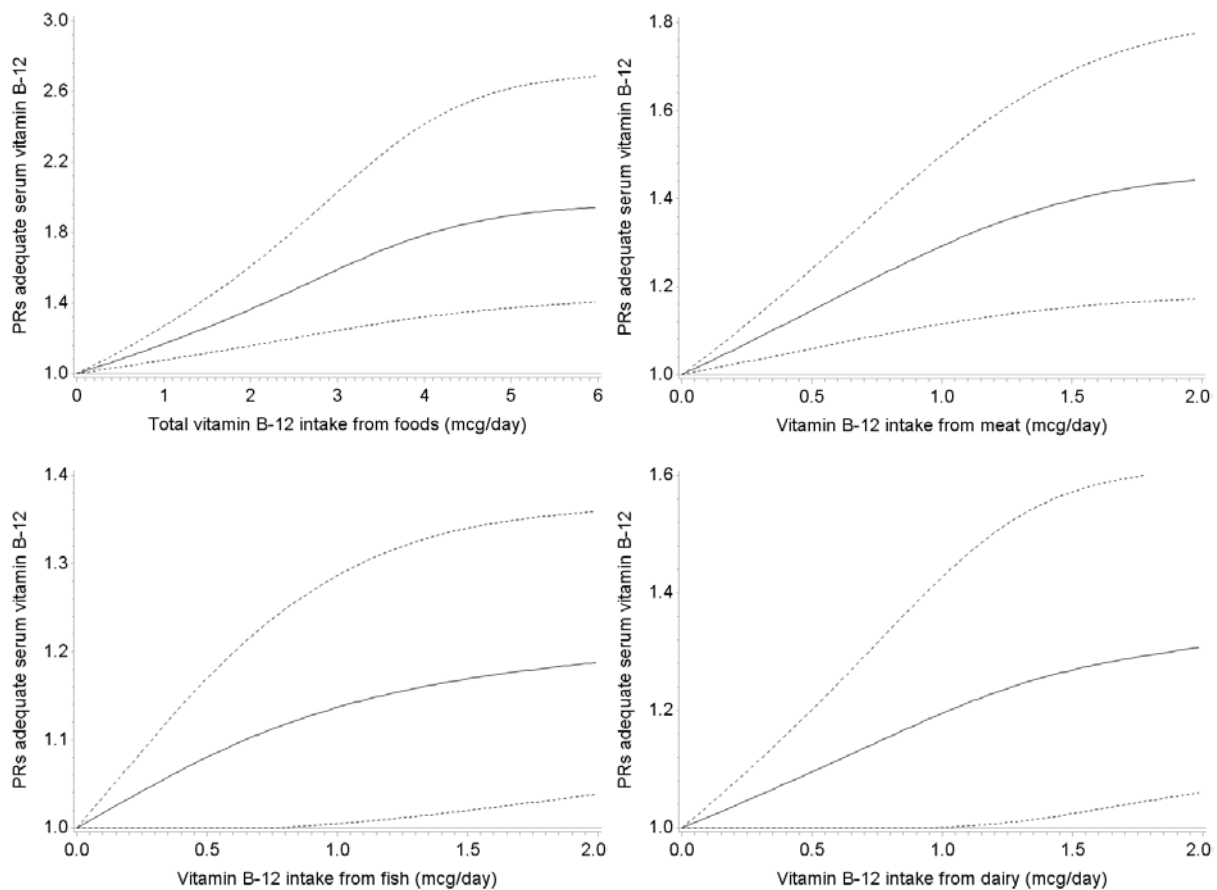 PRs adequate serum vitamin B-12
3.0
2.6
2.2
1.8
1.4
1.0
0 1 2 3 4 5 6
Total vitamin B-12 intake from foods (mcg/day)
PRs adequate serum vitamin B-12
1.8
1.6
1.4
1.2
1.0
0.0 0.5 1.0 1.5 2.0
Vitamin B-12 intake from meat (mcg/day)
PRs adequate serum vitamin B-12
1.4
1.3
1.2
1.1
1.0
0.0 0.5 1.0 1.5 2.0
Vitamin B-12 intake from fish (mcg/day)
PRs adequate serum vitamin B-12
1.6
1.4
1.2
1.0
0.0 0.5 1.0 1.5 2.0
Vitamin B-12 intake from dairy (mcg/day)